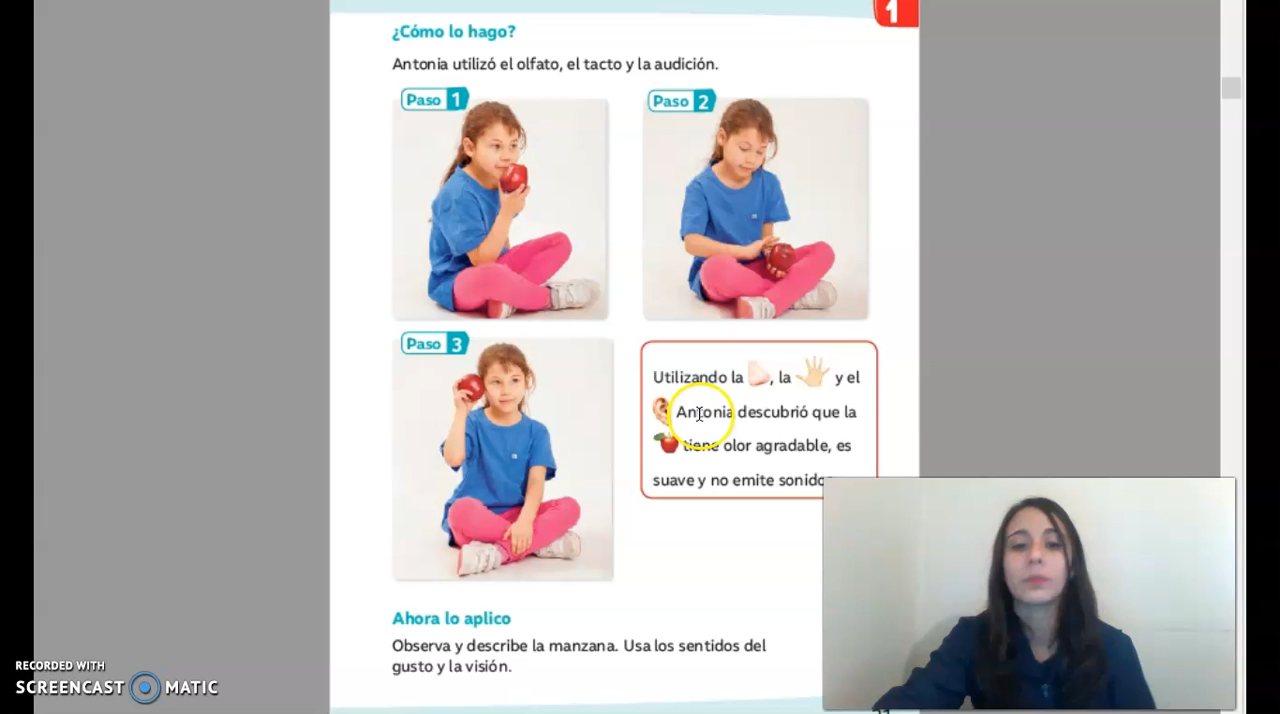 1
¿Cómo lo hago?
Antonia utilizó el olfato, el tacto y la audición.
Paso 1
Paso 2
Paso 3
Utilizando la , la y el
Antonia descubrió que la
tiene olor agradable, es
suave y no emite sonidos
Ahora lo aplico
Observa y describe la manzana. Usa los sentidos del
gusto y la visión.
RECORDED WITH
SCREENCAST MATIC